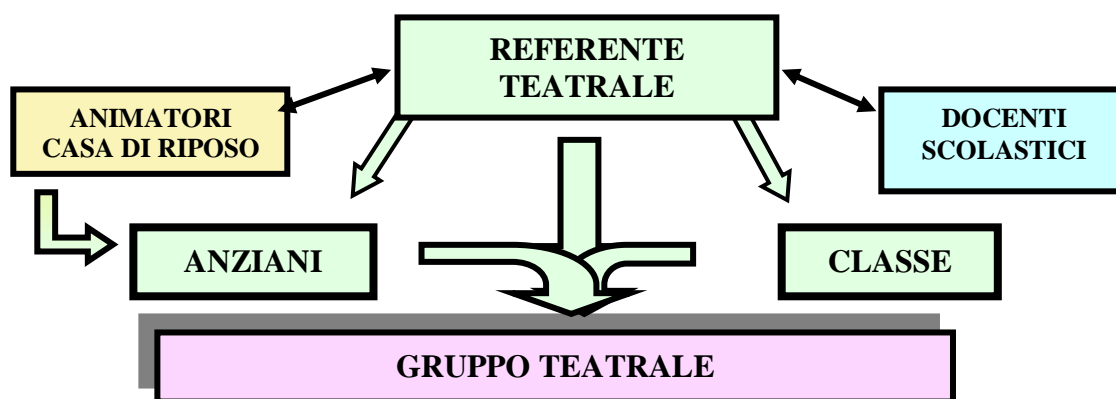 REFERENTE
TEATRALE
ANIMATORI
CASA DI RIPOSO
DOCENTI
SCOLASTICI
ANZIANI
CLASSE
GRUPPO TEATRALE